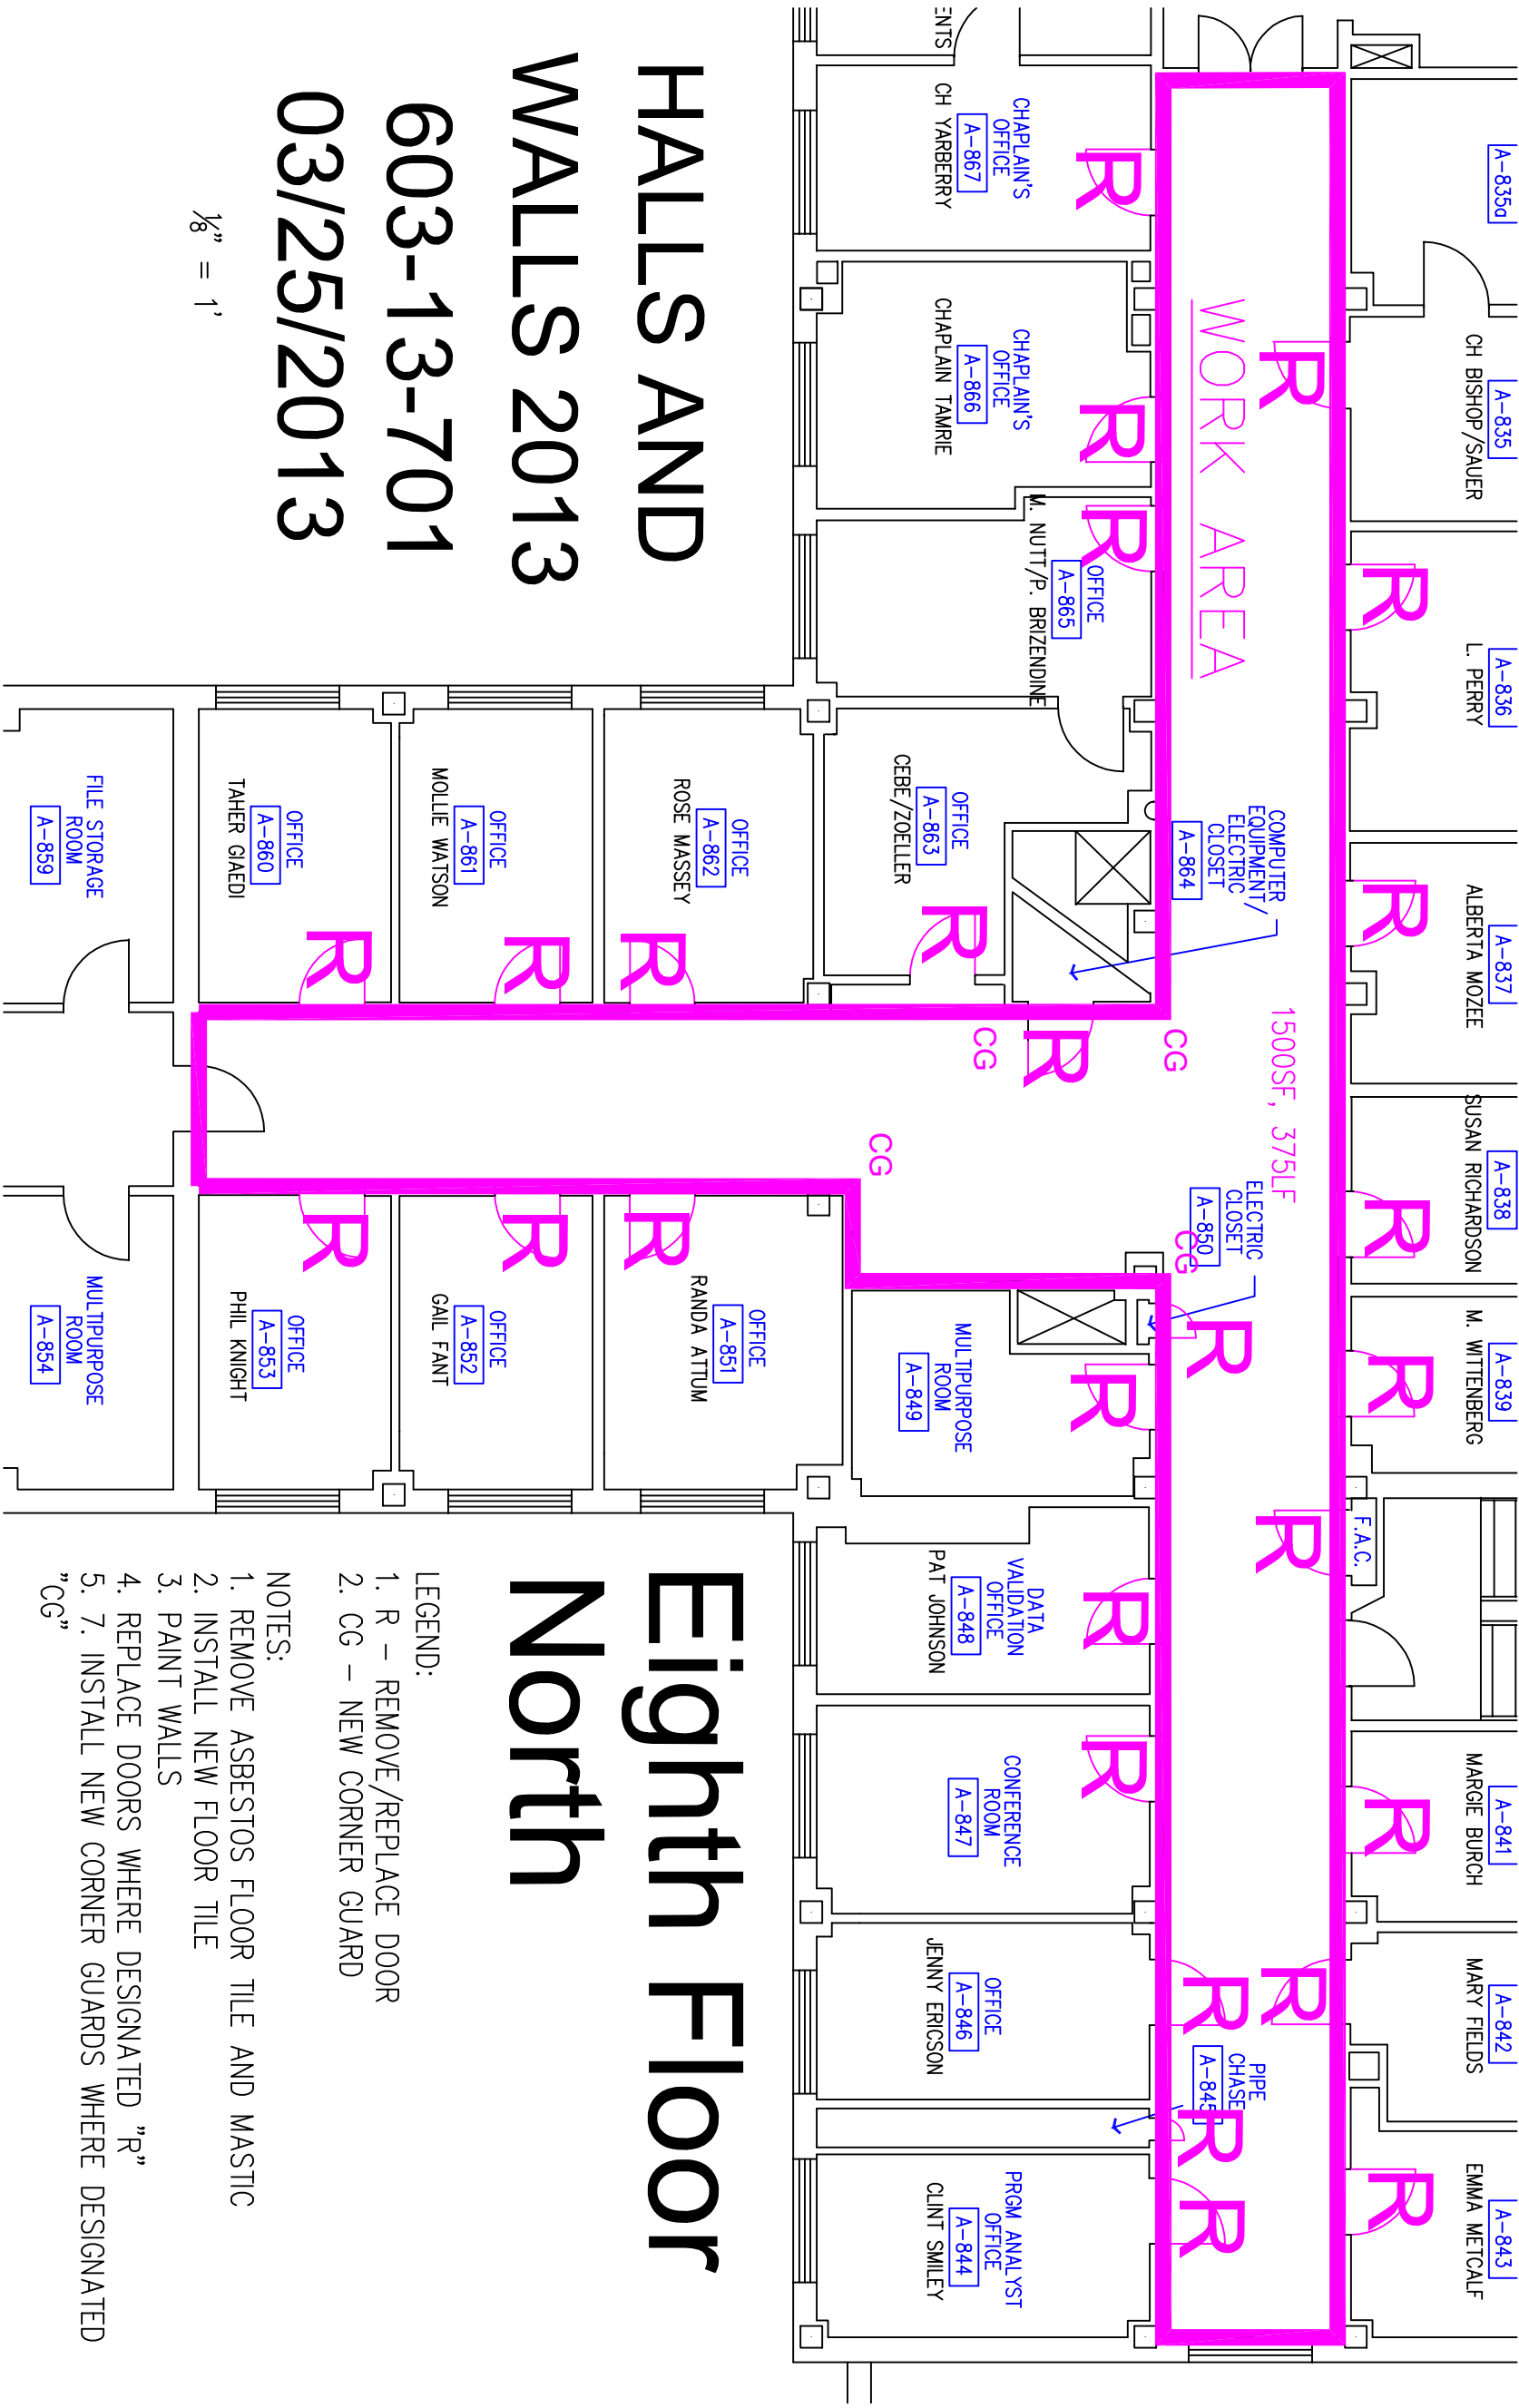 A-835a
A-835
CH BISHOP/SAUER
A-836
L. PERRY
A-837
ALBERTA MOZEE
A-838
SUSAN RICHARDSON
A-839
M. WITTENBERG
F.A.C.
A-841
MARGIE BURCH
A-842
MARY FIELDS
A-843
EMMA METCALF
R
R
R
R
R
R
R
R
R
WORK AREA
1500SF, 375LF
COMPUTER
EQUIPMENT/
ELECTRIC
CLOSET
A-864
ELECTRIC
CLOSET
A-850
PIPE
CHASE
A-845
CG
CG
CG
CG
R
R
R
R
R
ENTS
CHAPLAIN'S
OFFICE
A-867
CH YARBERRY
R
CHAPLAIN'S
OFFICE
A-866
CHAPLAIN TAMRIE
R
OFFICE
A-865
M. NUTT/P. BRIZENDINE
R
OFFICE
A-863
CEBE/ZOELLER
R
MULTIPURPOSE
ROOM
A-849
R
DATA
VALIDATION
OFFICE
A-848
PAT JOHNSON
R
CONFERENCE
ROOM
A-847
R
OFFICE
A-846
JENNY ERICSON
PRGM ANALYST
OFFICE
A-844
CLINT SMILEY
OFFICE
A-862
ROSE MASSEY
R
OFFICE
A-861
MOLLIE WATSON
R
OFFICE
A-860
TAHER GIAEDI
R
FILE STORAGE
ROOM
A-859
OFFICE
A-851
RANDA ATTUM
R
OFFICE
A-852
GAIL FANT
R
OFFICE
A-853
PHIL KNIGHT
R
MULTIPURPOSE
ROOM
A-854
HALLS AND
WALLS 2013
603-13-701
03/25/2013
⅛" = 1'
Eighth Floor
North
LEGEND:
1. R - REMOVE/REPLACE DOOR
2. CG - NEW CORNER GUARD
NOTES:
1. REMOVE ASBESTOS FLOOR TILE AND MASTIC
2. INSTALL NEW FLOOR TILE
3. PAINT WALLS
4. REPLACE DOORS WHERE DESIGNATED "R"
5. 7. INSTALL NEW CORNER GUARDS WHERE DESIGNATED
"CG"